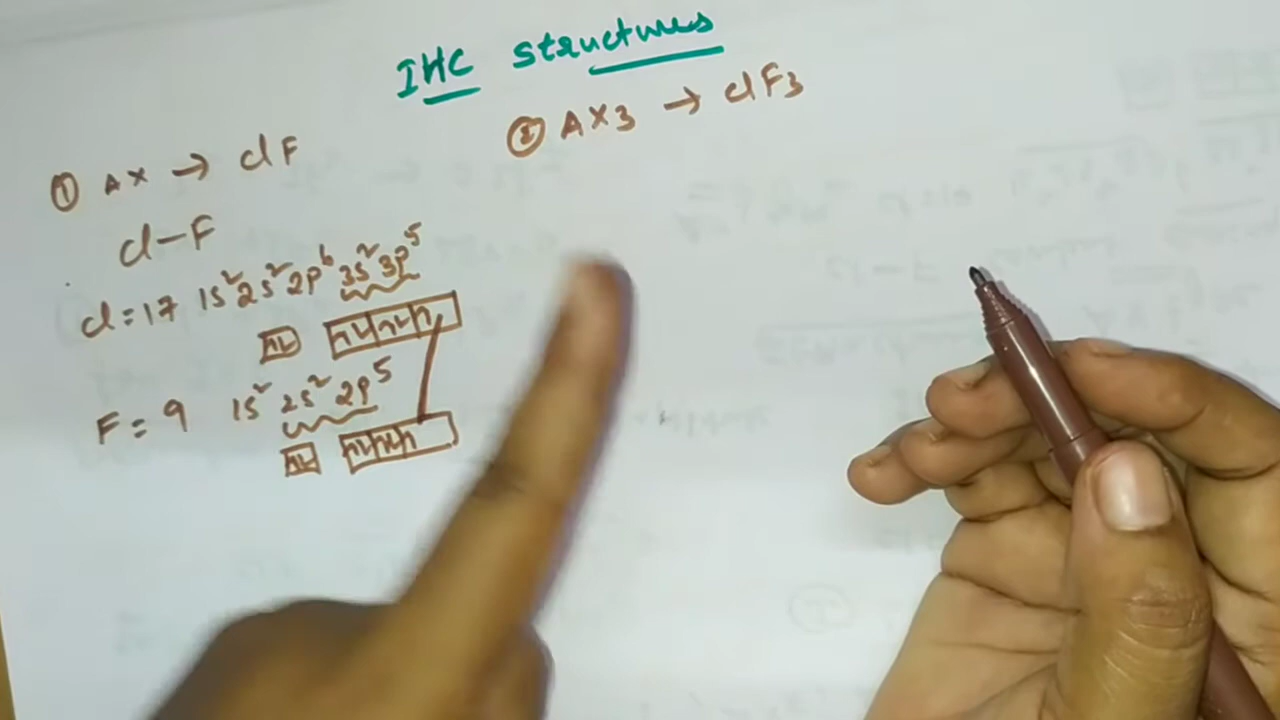 IHC structures
① AX → ClF
Cl-F
Cl = 17 1s² 2s² 2p⁶ 3s² 3p⁵
F = 9 1s² 2s² 2p⁵
② AX₃ → ClF₃